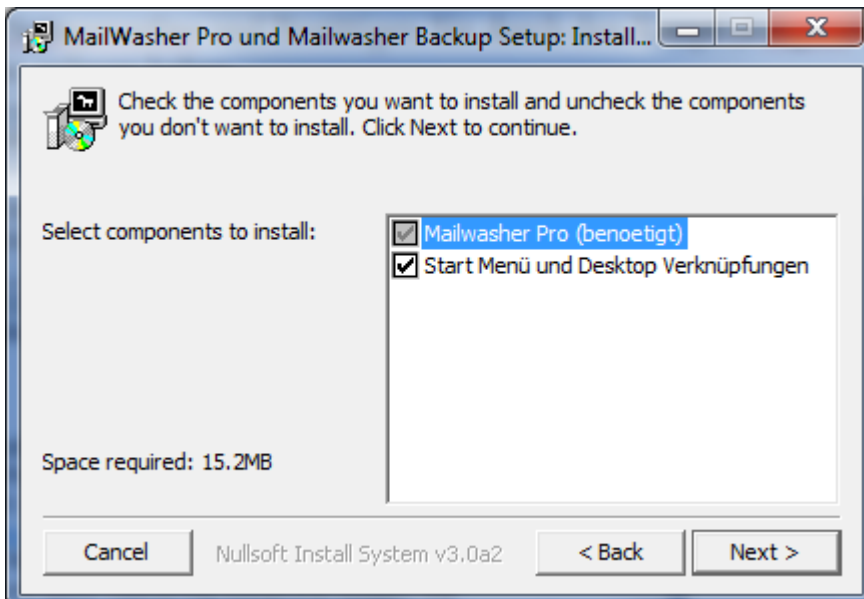 MailWasher Pro und Mailwasher Backup Setup: Install...
Check the components you want to install and uncheck the components
you don't want to install. Click Next to continue.
Select components to install:
Mailwasher Pro (benoetigt)
Start Menü und Desktop Verknüpfungen
Space required: 15.2MB
Cancel
Nullsoft Install System v3.0a2
< Back
Next >